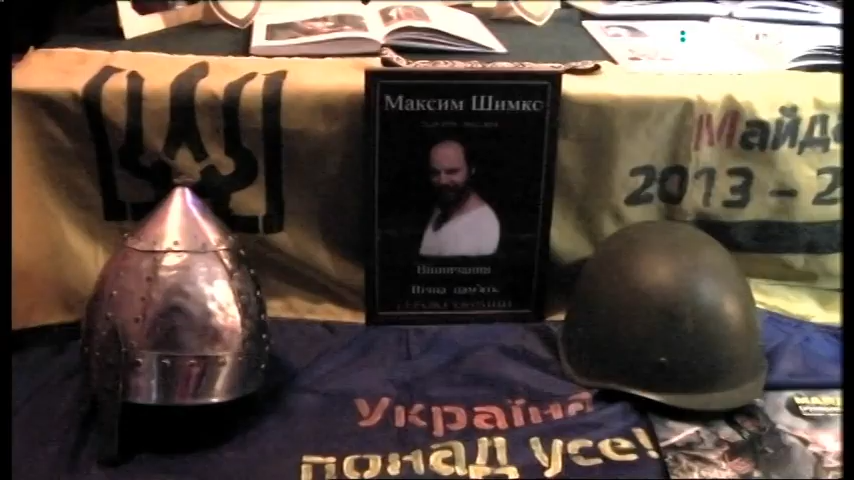 Максим Шимко
Вінничанин
Вічна пам'ять
Майд
2013 - 2
Україна
понад усе!